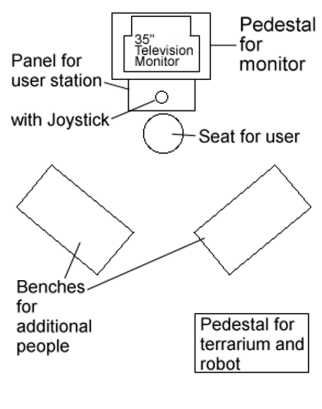 35"
Television
Monitor
Pedestal
for
monitor
Panel for
user station
with Joystick
Seat for user
Benches
for
additional
people
Pedestal for
terrarium and
robot